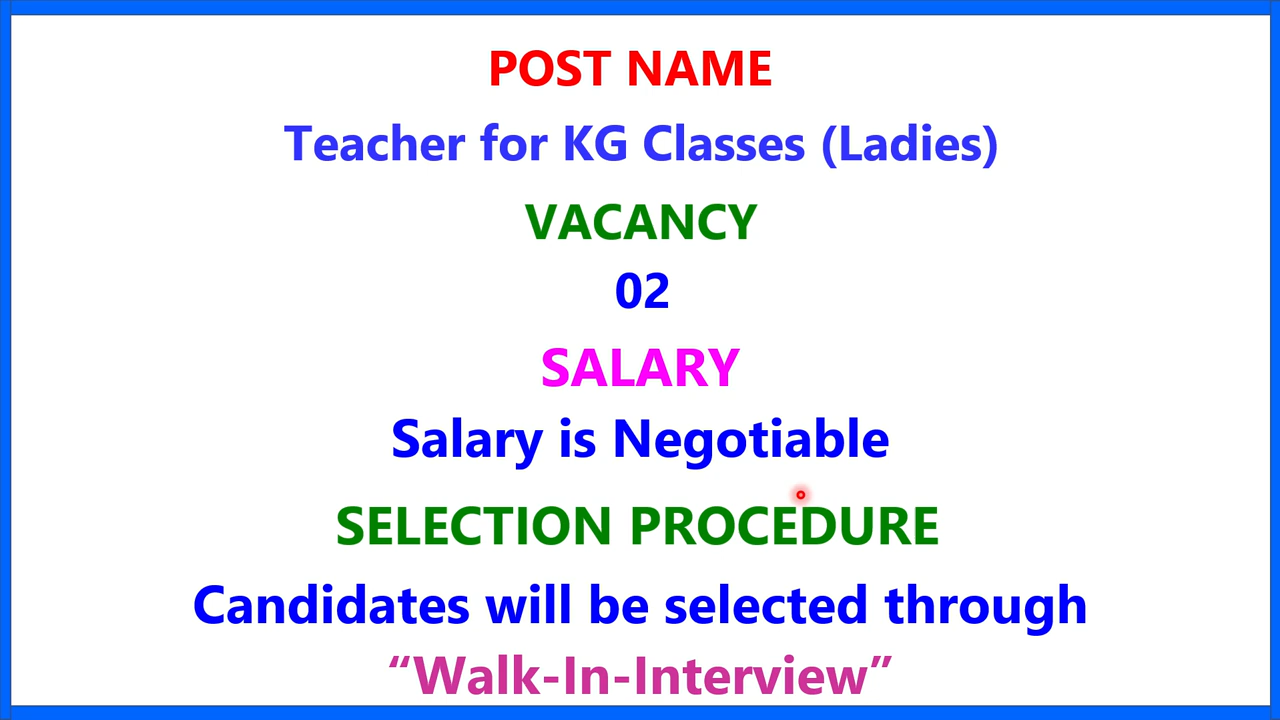 POST NAME
Teacher for KG Classes (Ladies)
VACANCY
02
SALARY
Salary is Negotiable
SELECTION PROCEDURE
Candidates will be selected through
“Walk-In-Interview”